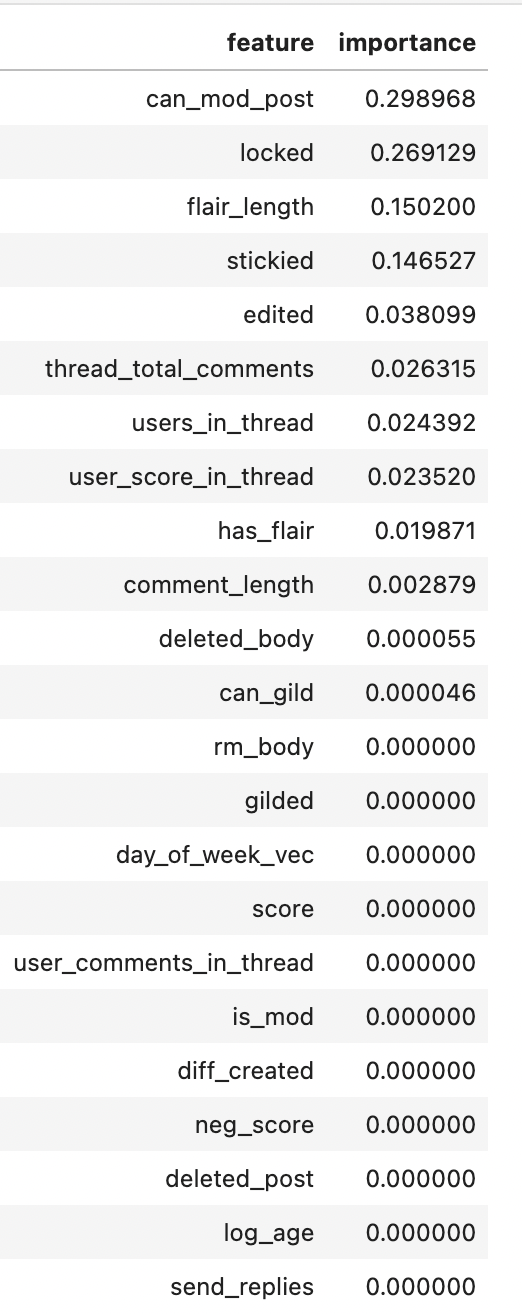 feature importance
can_mod_post 0.298968
locked 0.269129
flair_length 0.150200
stickied 0.146527
edited 0.038099
thread_total_comments 0.026315
users_in_thread 0.024392
user_score_in_thread 0.023520
has_flair 0.019871
comment_length 0.002879
deleted_body 0.000055
can_gild 0.000046
rm_body 0.000000
gilded 0.000000
day_of_week_vec 0.000000
score 0.000000
user_comments_in_thread 0.000000
is_mod 0.000000
diff_created 0.000000
neg_score 0.000000
deleted_post 0.000000
log_age 0.000000
send_replies 0.000000